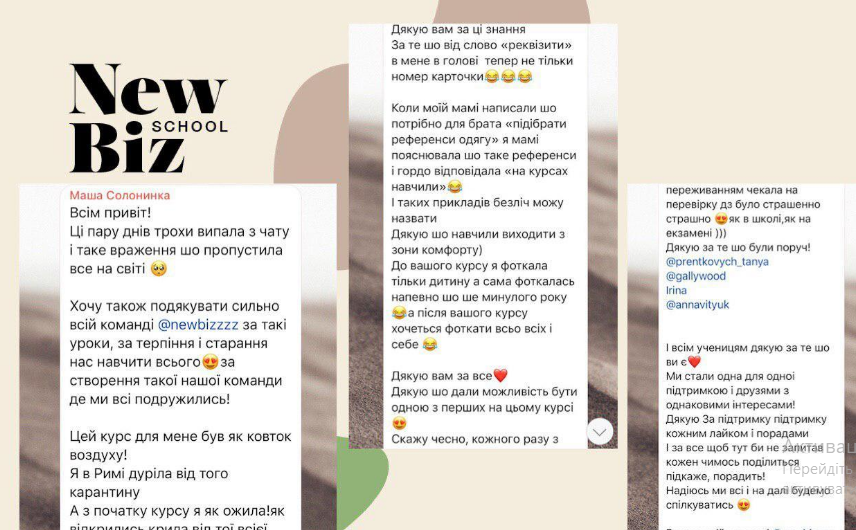 New
SCHOOL
Biz
Маша Солонинка
Всім привіт!
Ці пару днів трохи випала з чату
і таке враження шо пропустила
все на світі 🥺
Хочу також подякувати сильно
всій команді @newbizzzz за такі
уроки, за терпіння і старання
нас навчити всього😍за
створення такої нашої команди
де ми всі подружились!
Цей курс для мене був як ковток
воздуху!
Я в Римі дуріла від того
карантину
А з початку курсу я як ожила!як
відкрились крила від тої всієї
Дякую вам за ці знання
За те шо від слово «реквізити»
в мене в голові тепер не тільки
номер карточки😂😂😂
Коли моїй мамі написали шо
потрібно для брата «підібрати
референси одягу» я мамі
пояснювала шо таке референси
і гордо відповідала «на курсах
навчили»😂
І таких прикладів безліч можу
назвати
Дякую шо навчили виходити з
зони комфорту)
До вашого курсу я фоткала
тільки дитину а сама фоткалась
напевно шо ше минулого року
😂а після вашого курсу
хочеться фоткати всьо всіх і
себе 😂
Дякую вам за все❤️
Дякую шо дали можливість бути
одною з перших на цьому курсі
😍
Скажу чесно, кожного разу з
переживанням чекала на
перевірку дз було страшенно
страшно 😍як в школі,як на
екзамені )))
Дякую за те шо були поруч!
@prentkovych_tanya
@gallywood
Irina
@annavityuk
І всім ученицям дякую за те шо
ви є❤️
Ми стали одна для одної
підтримкою і друзями з
однаковими інтересами!
Дякую За підтримку підтримку
кожним лайком і порадами
І за все щоб тут би не запитав
кожен чимось поділиться
підкаже, порадить!
Надіюсь ми всі і на далі будемо
спілкуватись 😍